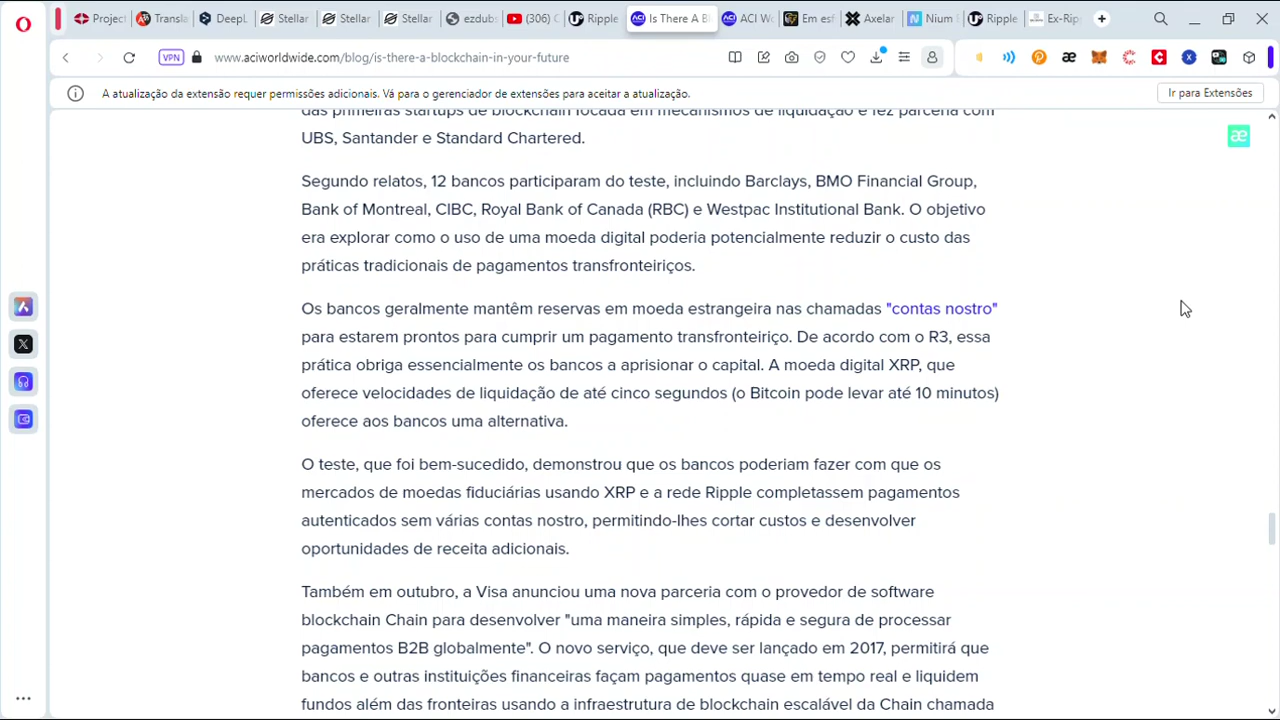 Project
Transla
DeepL
Stellar
Stellar
Stellar
ezdubs
(306) C
Ripple
Is There A Bl
ACI Wo
Em esf
Axelar
Nium I
Ripple
Ex-Rip
VPN
www.aciworldwide.com/blog/is-there-a-blockchain-in-your-future
A atualização da extensão requer permissões adicionais. Vá para o gerenciador de extensões para aceitar a atualização.
Ir para Extensões
das primeiras startups de blockchain focada em mecanismos de liquidação e fez parceria com
UBS, Santander e Standard Chartered.
Segundo relatos, 12 bancos participaram do teste, incluindo Barclays, BMO Financial Group,
Bank of Montreal, CIBC, Royal Bank of Canada (RBC) e Westpac Institutional Bank. O objetivo
era explorar como o uso de uma moeda digital poderia potencialmente reduzir o custo das
práticas tradicionais de pagamentos transfronteiriços.
Os bancos geralmente mantêm reservas em moeda estrangeira nas chamadas "contas nostro"
para estarem prontos para cumprir um pagamento transfronteiriço. De acordo com o R3, essa
prática obriga essencialmente os bancos a aprisionar o capital. A moeda digital XRP, que
oferece velocidades de liquidação de até cinco segundos (o Bitcoin pode levar até 10 minutos)
oferece aos bancos uma alternativa.
O teste, que foi bem-sucedido, demonstrou que os bancos poderiam fazer com que os
mercados de moedas fiduciárias usando XRP e a rede Ripple completassem pagamentos
autenticados sem várias contas nostro, permitindo-lhes cortar custos e desenvolver
oportunidades de receita adicionais.
Também em outubro, a Visa anunciou uma nova parceria com o provedor de software
blockchain Chain para desenvolver "uma maneira simples, rápida e segura de processar
pagamentos B2B globalmente". O novo serviço, que deve ser lançado em 2017, permitirá que
bancos e outras instituições financeiras façam pagamentos quase em tempo real e liquidem
fundos além das fronteiras usando a infraestrutura de blockchain escalável da Chain chamada